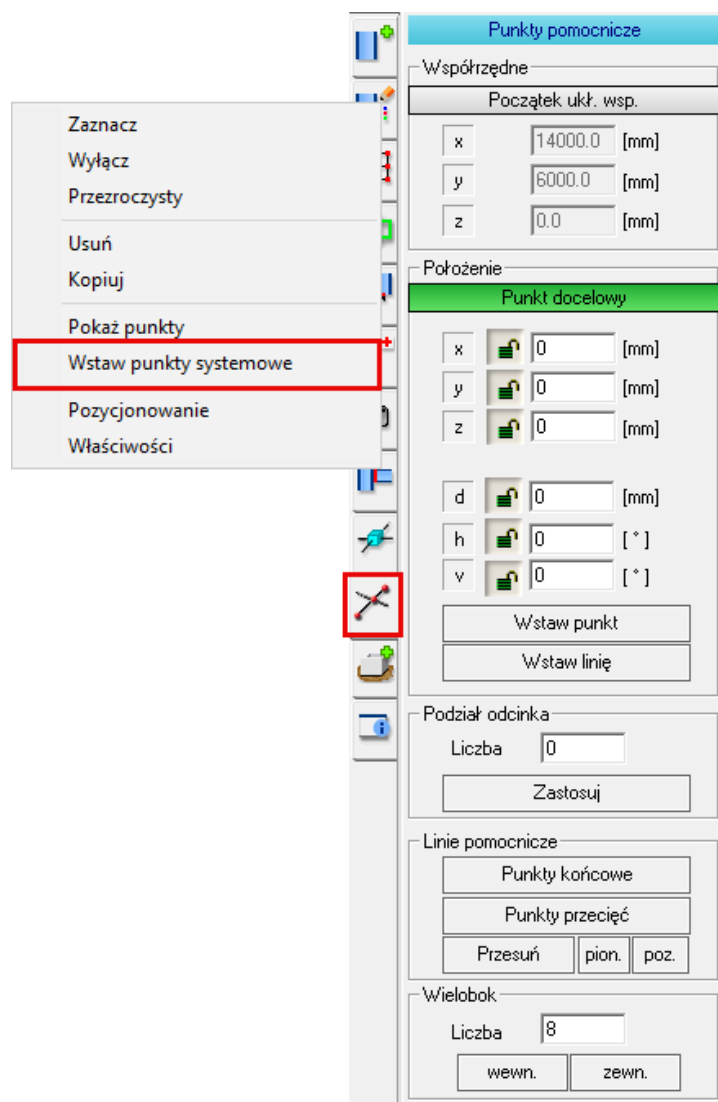 Zaznacz
Wyłącz
Przezroczysty
Usuń
Kopiuj
Pokaż punkty
Wstaw punkty systemowe
Pozycjonowanie
Właściwości
Punkty pomocnicze
Współrzędne
Początek ukł. wsp.
x 14000.0 [mm]
y 6000.0 [mm]
z 0.0 [mm]
Położenie
Punkt docelowy
x 0 [mm]
y 0 [mm]
z 0 [mm]
d 0 [mm]
h 0 [°]
v 0 [°]
Wstaw punkt
Wstaw linię
Podział odcinka
Liczba 0
Zastosuj
Linie pomocnicze
Punkty końcowe
Punkty przecięć
Przesuń pion. poz.
Wielobok
Liczba 8
wewn. zewn.